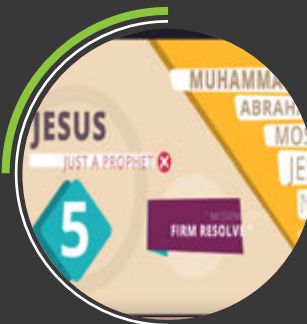 MUHAMMA
ABRAH
MOS
JE
N
JESUS
JUST A PROPHET
5
FIRM RESOLVE"